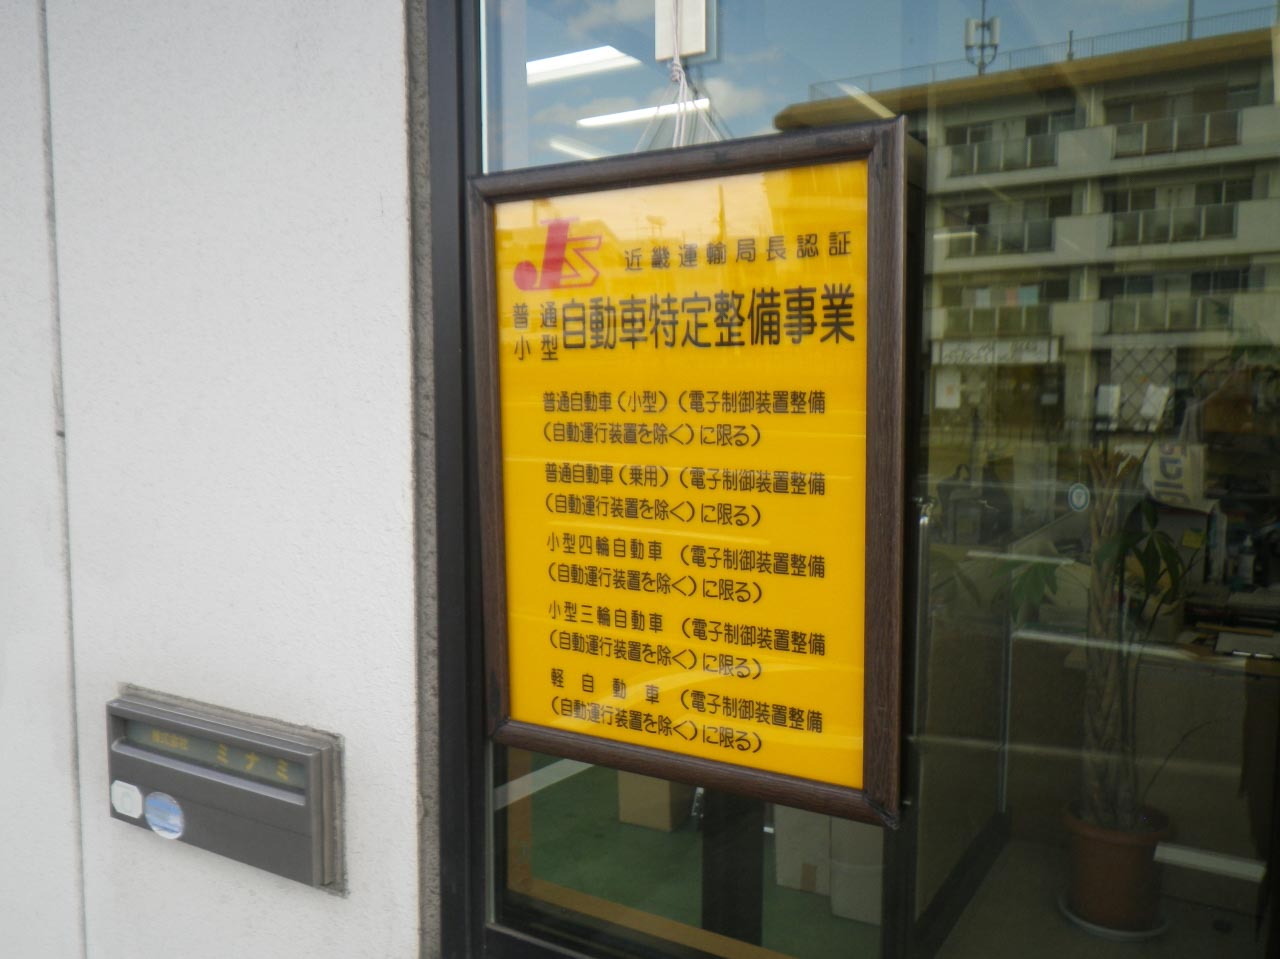 JS 近畿運輸局長認証
普通
小型
自動車特定整備事業
普通自動車（小型）（電子制御装置整備
（自動運行装置を除く）に限る）
普通自動車（乗用）（電子制御装置整備
（自動運行装置を除く）に限る）
小型四輪自動車 （電子制御装置整備
（自動運行装置を除く）に限る）
小型三輪自動車 （電子制御装置整備
（自動運行装置を除く）に限る）
軽自動車 （電子制御装置整備
（自動運行装置を除く）に限る）
株式会社 ミナミ